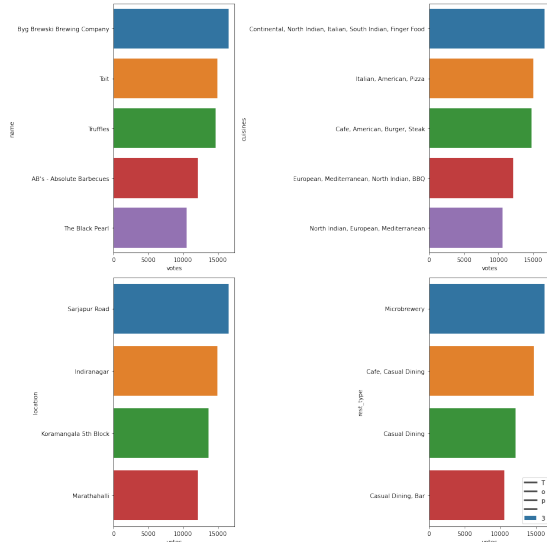 Byg Brewski Brewing Company
Toit
Truffles
AB's - Absolute Barbecues
The Black Pearl
name
0 5000 10000 15000
votes
Continental, North Indian, Italian, South Indian, Finger Food
Italian, American, Pizza
Cafe, American, Burger, Steak
European, Mediterranean, North Indian, BBQ
North Indian, European, Mediterranean
cuisines
0 5000 10000 15000
votes
Sarjapur Road
Indiranagar
Koramangala 5th Block
Marathahalli
location
0 5000 10000 15000
votes
Microbrewery
Cafe, Casual Dining
Casual Dining
Casual Dining, Bar
rest_type
0 5000 10000 15000
votes
T
o
p
3